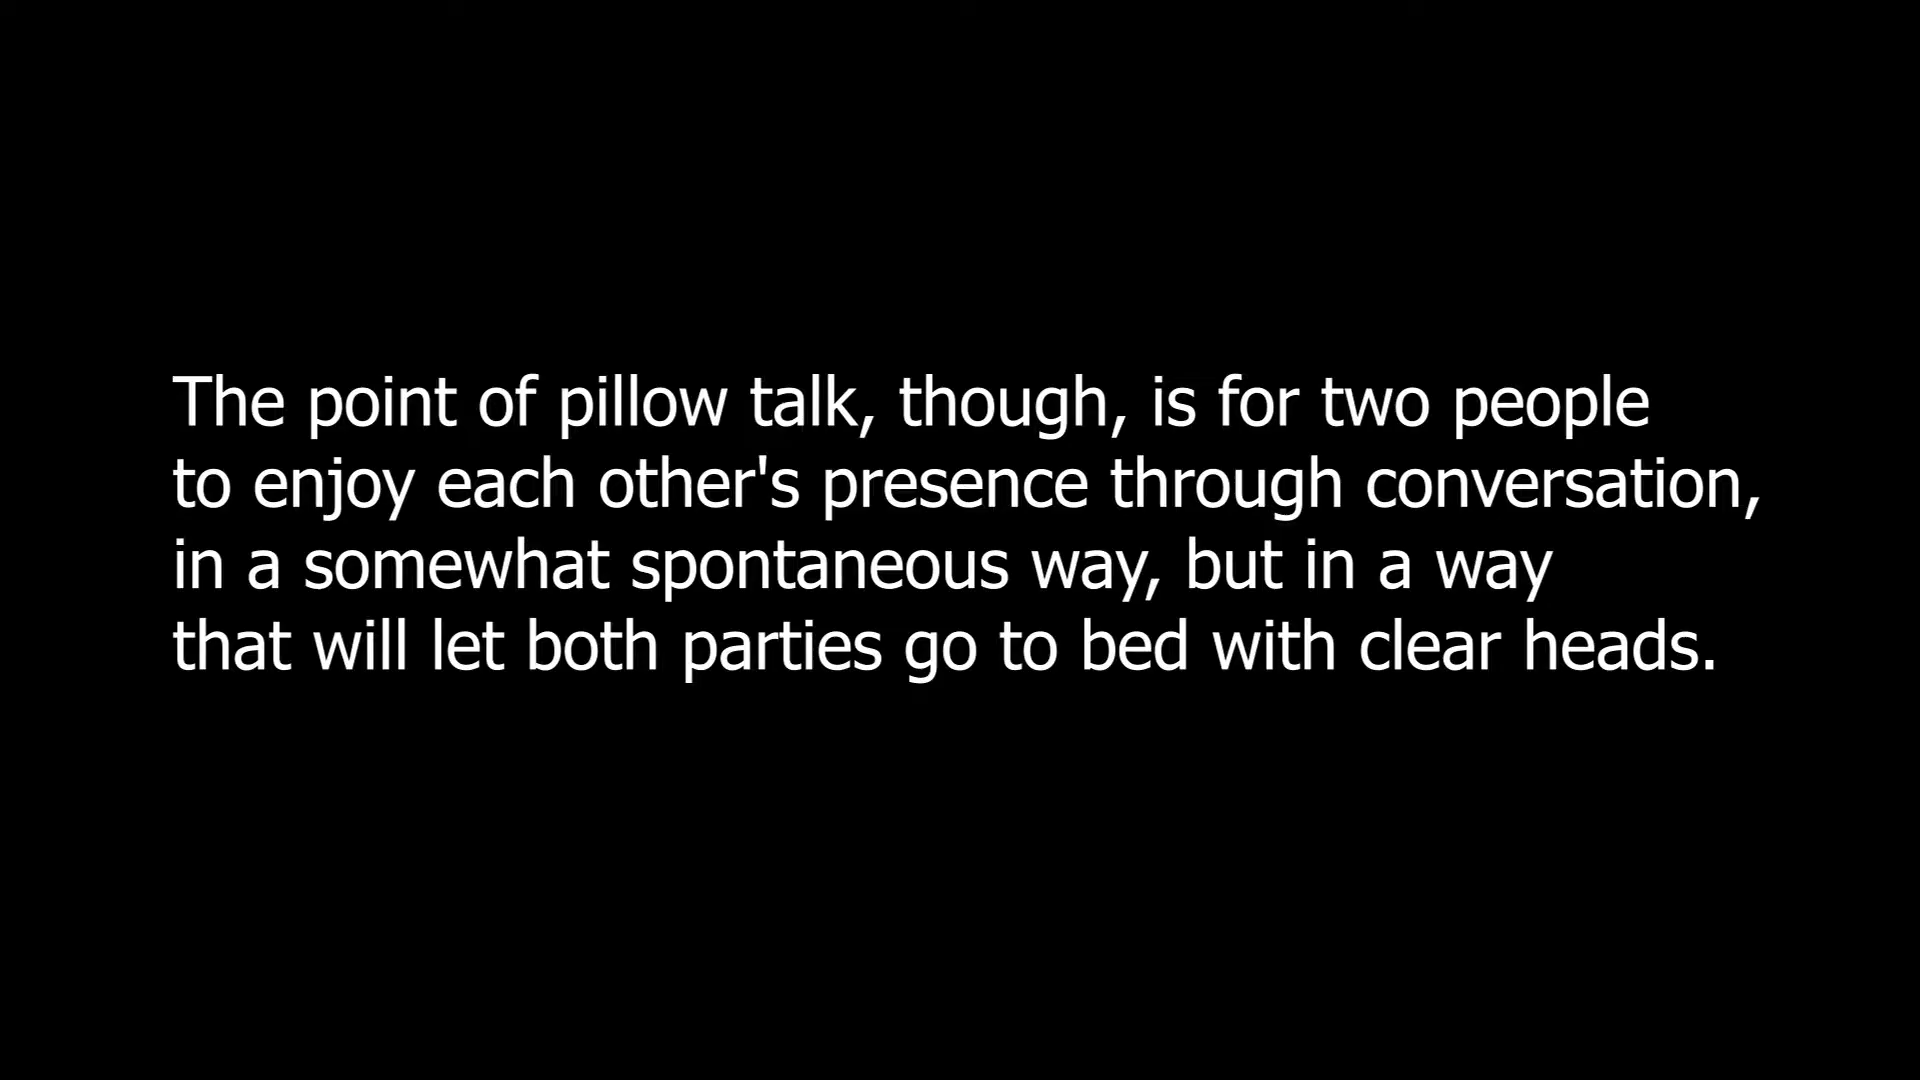 The point of pillow talk, though, is for two people
to enjoy each other's presence through conversation,
in a somewhat spontaneous way, but in a way
that will let both parties go to bed with clear heads.